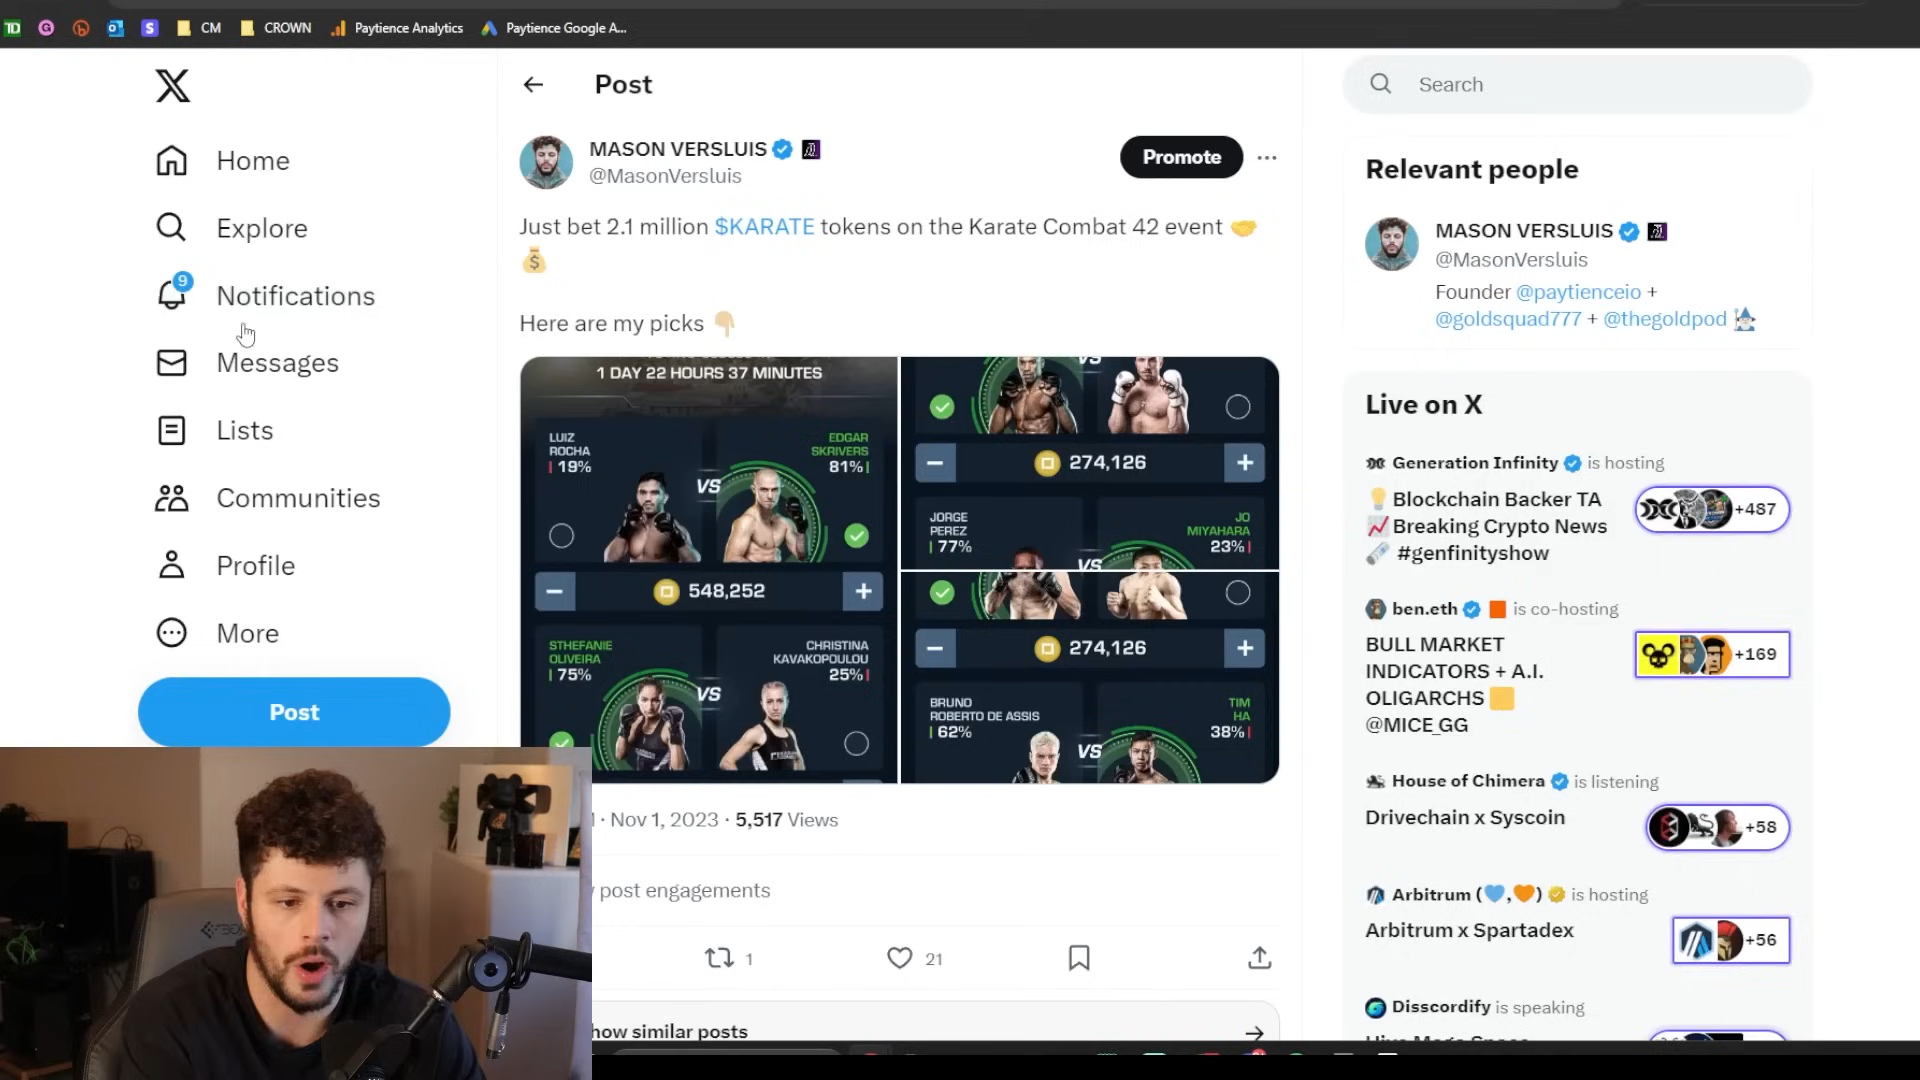 CM
CROWN
Paytience Analytics
Paytience Google A...
Home
Explore
9
Notifications
Messages
Lists
Communities
Profile
More
Post
Post
MASON VERSLUIS
@MasonVersluis
Promote
Just bet 2.1 million $KARATE tokens on the Karate Combat 42 event
Here are my picks
1 DAY 22 HOURS 37 MINUTES
LUIZ ROCHA
19%
VS
EDGAR SKRIVERS
81%
548,252
STHEFANIE OLIVEIRA
75%
VS
CHRISTINA KAVAKOPOULOU
25%
VS
274,126
JORGE PEREZ
77%
VS
JO MIYAHARA
23%
274,126
BRUNO ROBERTO DE ASSIS
62%
VS
TIM HA
38%
· Nov 1, 2023 · 5,517 Views
post engagements
1
21
how similar posts
Search
Relevant people
MASON VERSLUIS
@MasonVersluis
Founder @paytienceio +
@goldsquad777 + @thegoldpod
Live on X
Generation Infinity is hosting
Blockchain Backer TA
Breaking Crypto News
#genfinityshow
+487
ben.eth is co-hosting
BULL MARKET
INDICATORS + A.I.
OLIGARCHS
@MICE_GG
+169
House of Chimera is listening
Drivechain x Syscoin
+58
Arbitrum (💙,🧡) is hosting
Arbitrum x Spartadex
+56
Disscordify is speaking